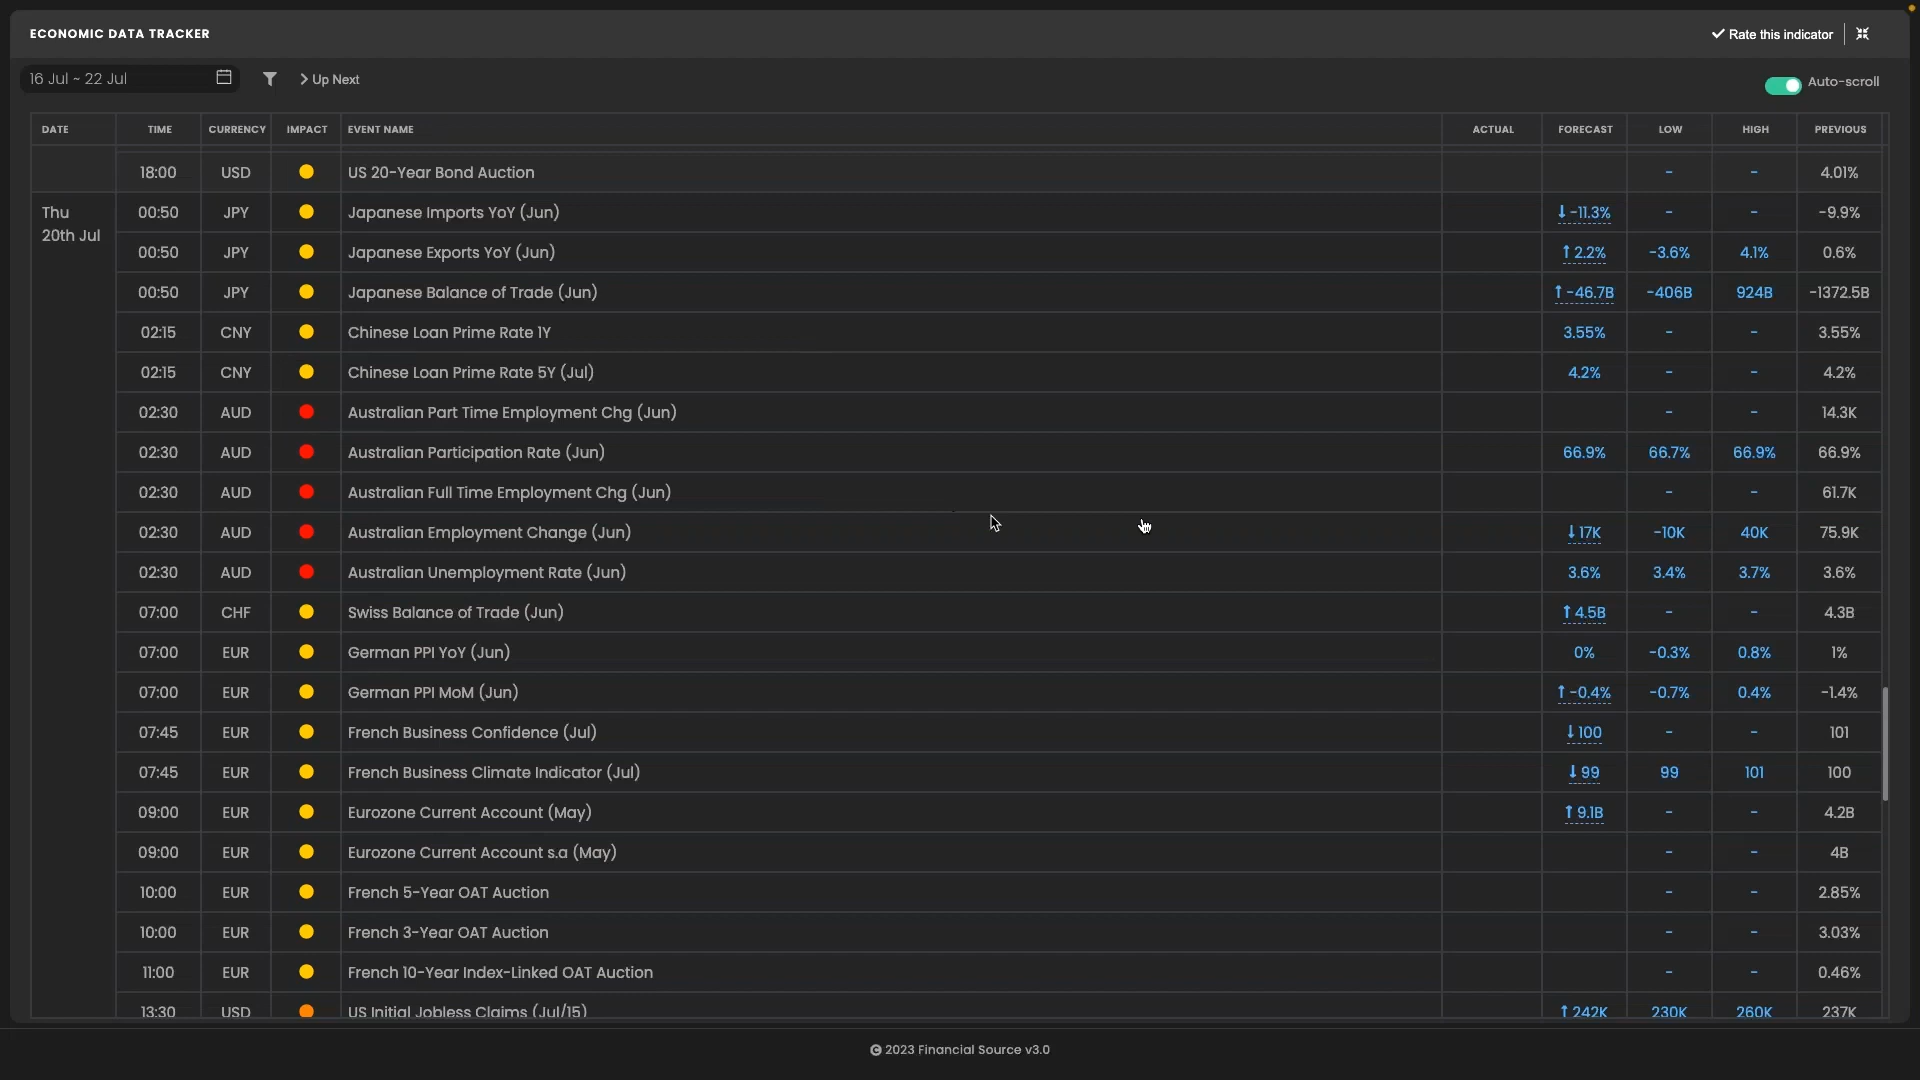 ECONOMIC DATA TRACKER
Rate this indicator
16 Jul ~ 22 Jul
Up Next
Auto-scroll
DATE TIME CURRENCY IMPACT EVENT NAME ACTUAL FORECAST LOW HIGH PREVIOUS
18:00 USD US 20-Year Bond Auction - - 4.01%
Thu 20th Jul
00:50 JPY Japanese Imports YoY (Jun) ↓ -11.3% - - -9.9%
00:50 JPY Japanese Exports YoY (Jun) ↑ 2.2% -3.6% 4.1% 0.6%
00:50 JPY Japanese Balance of Trade (Jun) ↑ -46.7B -406B 924B -1372.5B
02:15 CNY Chinese Loan Prime Rate 1Y 3.55% - - 3.55%
02:15 CNY Chinese Loan Prime Rate 5Y (Jul) 4.2% - - 4.2%
02:30 AUD Australian Part Time Employment Chg (Jun) - - 14.3K
02:30 AUD Australian Participation Rate (Jun) 66.9% 66.7% 66.9% 66.9%
02:30 AUD Australian Full Time Employment Chg (Jun) - - 61.7K
02:30 AUD Australian Employment Change (Jun) ↓ 17K -10K 40K 75.9K
02:30 AUD Australian Unemployment Rate (Jun) 3.6% 3.4% 3.7% 3.6%
07:00 CHF Swiss Balance of Trade (Jun) ↑ 4.5B - - 4.3B
07:00 EUR German PPI YoY (Jun) 0% -0.3% 0.8% 1%
07:00 EUR German PPI MoM (Jun) ↑ -0.4% -0.7% 0.4% -1.4%
07:45 EUR French Business Confidence (Jul) ↓ 100 - - 101
07:45 EUR French Business Climate Indicator (Jul) ↓ 99 99 101 100
09:00 EUR Eurozone Current Account (May) ↑ 9.1B - - 4.2B
09:00 EUR Eurozone Current Account s.a (May) - - 4B
10:00 EUR French 5-Year OAT Auction - - 2.85%
10:00 EUR French 3-Year OAT Auction - - 3.03%
11:00 EUR French 10-Year Index-Linked OAT Auction - - 0.46%
13:30 USD US Initial Jobless Claims (Jul/15) ↑ 242K 230K 260K 237K
© 2023 Financial Source v3.0